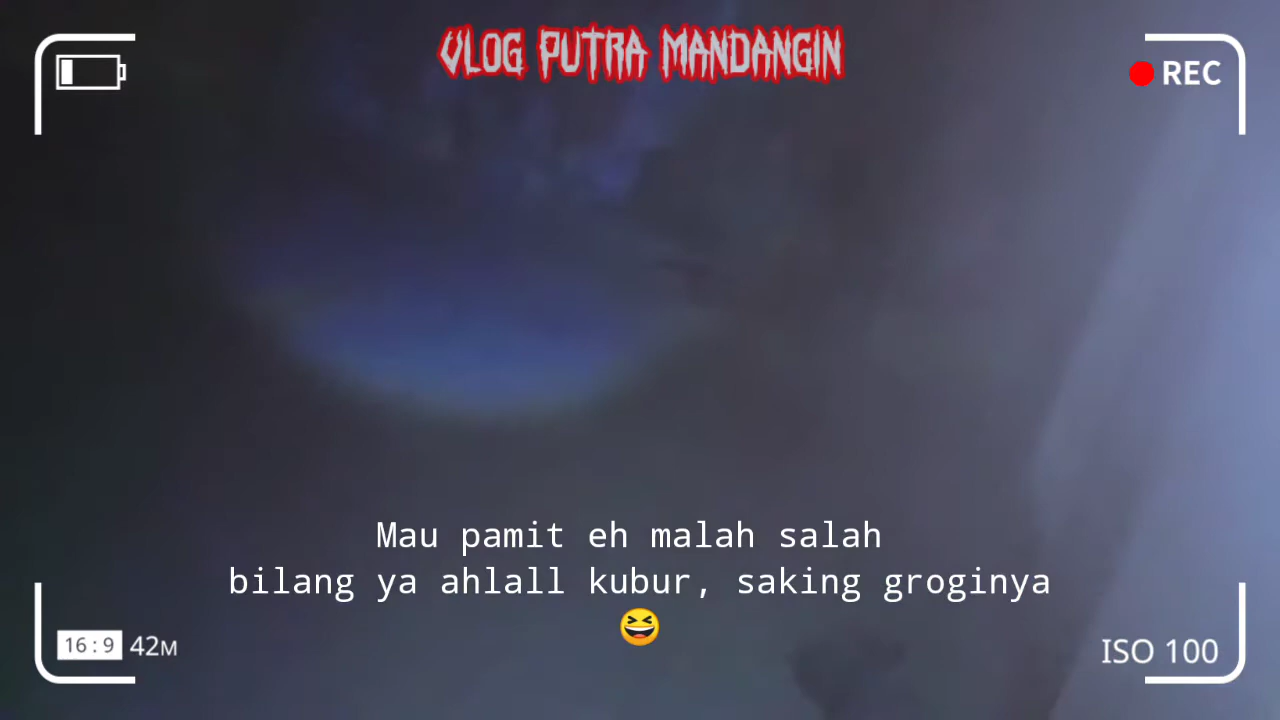 VLOG PUTRA MANDANGIN
REC
Mau pamit eh malah salah
bilang ya ahlall kubur, saking groginya
😆
16:9 42M
ISO 100